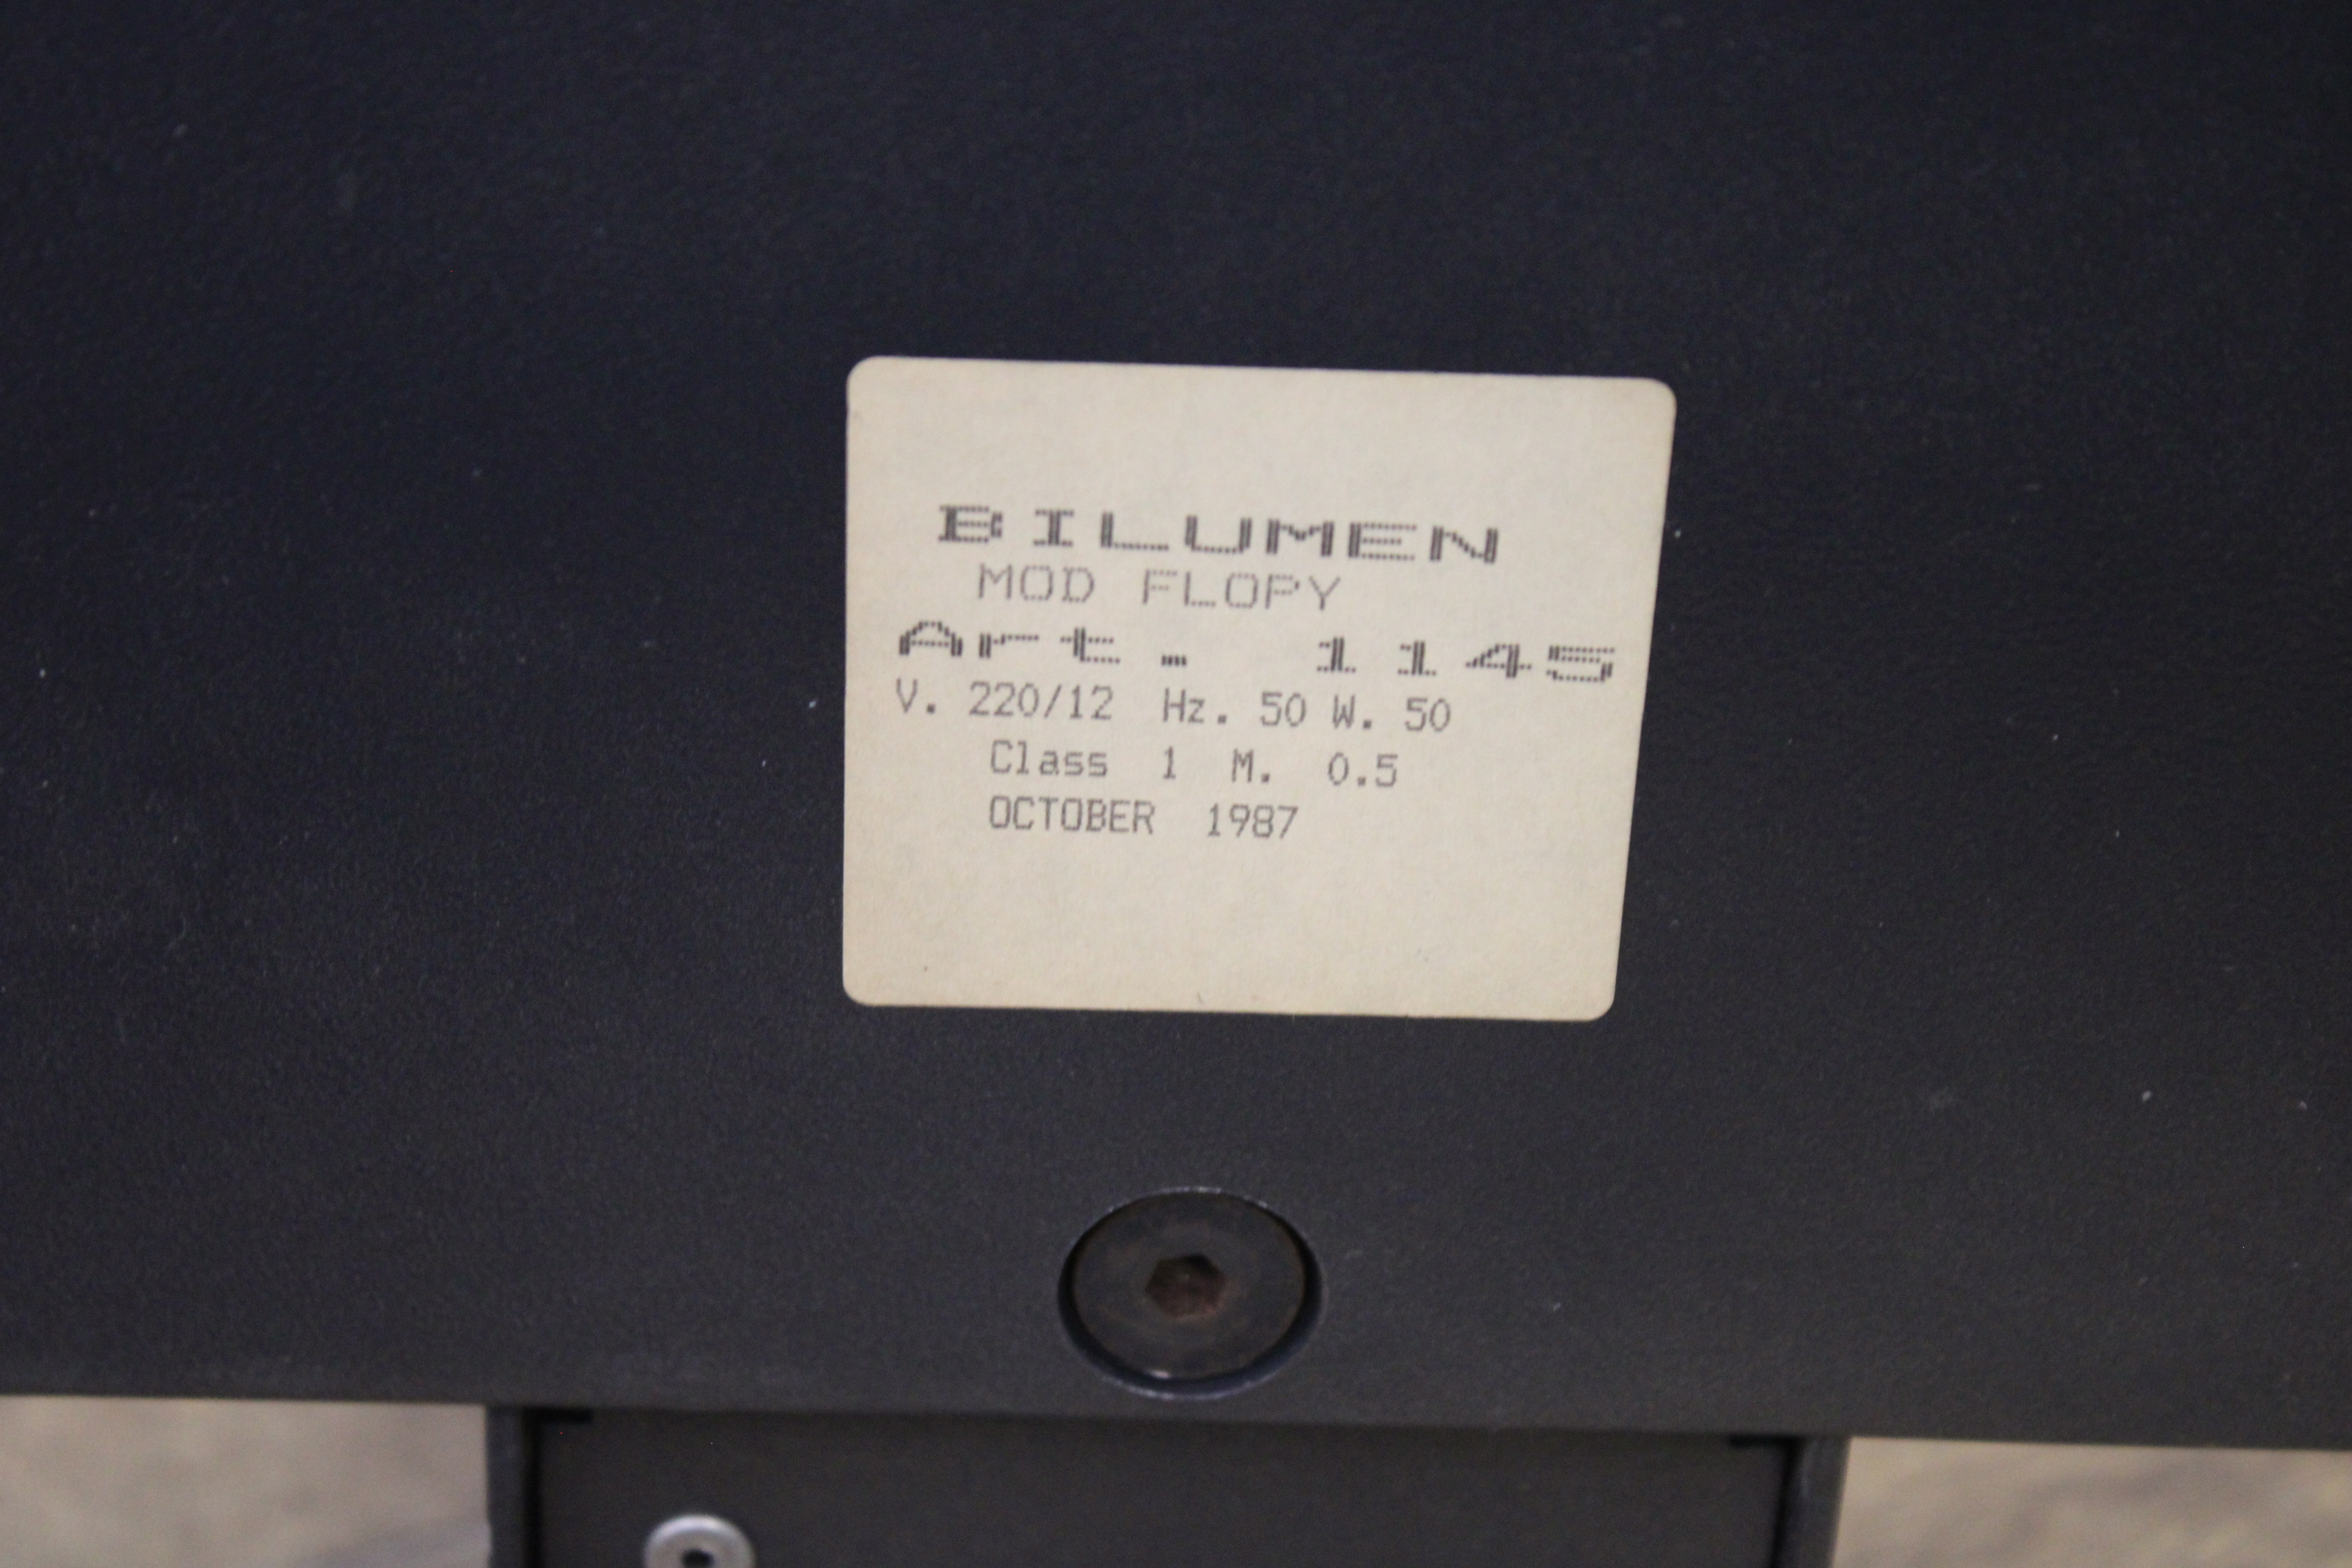 BILUMEN
MOD FLOPY
Art. 1145
V. 220/12 Hz. 50 W. 50
Class 1 M. 0.5
OCTOBER 1987